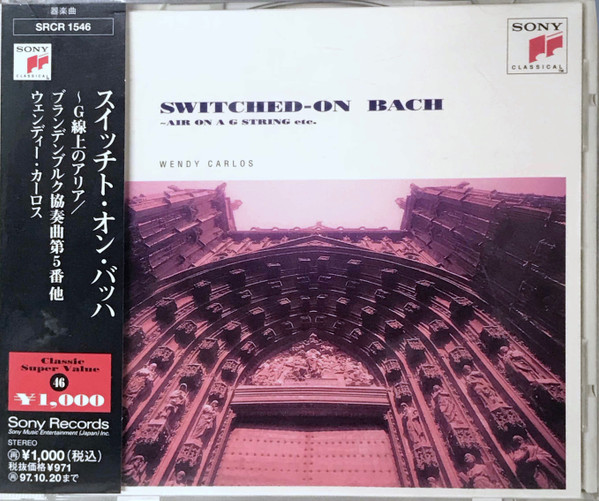 器楽曲
SRCR 1546
SONY
CLASSICAL
スイッチト・オン・バッハ
～G線上のアリア／
ブランデンブルク協奏曲第5番 他
ウェンディー・カーロス
Classic
Super Value
46
¥1,000
Sony Records
Sony Music Entertainment (Japan) Inc.
STEREO
再¥1,000(税込)
税抜価格¥971
再97.10.20まで
SONY
CLASSICAL
SWITCHED-ON BACH
~AIR ON A G STRING etc.
WENDY CARLOS